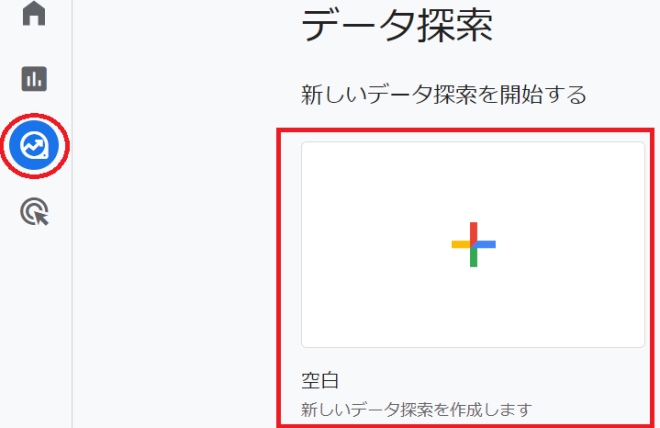 データ探索
新しいデータ探索を開始する
空白
新しいデータ探索を作成します